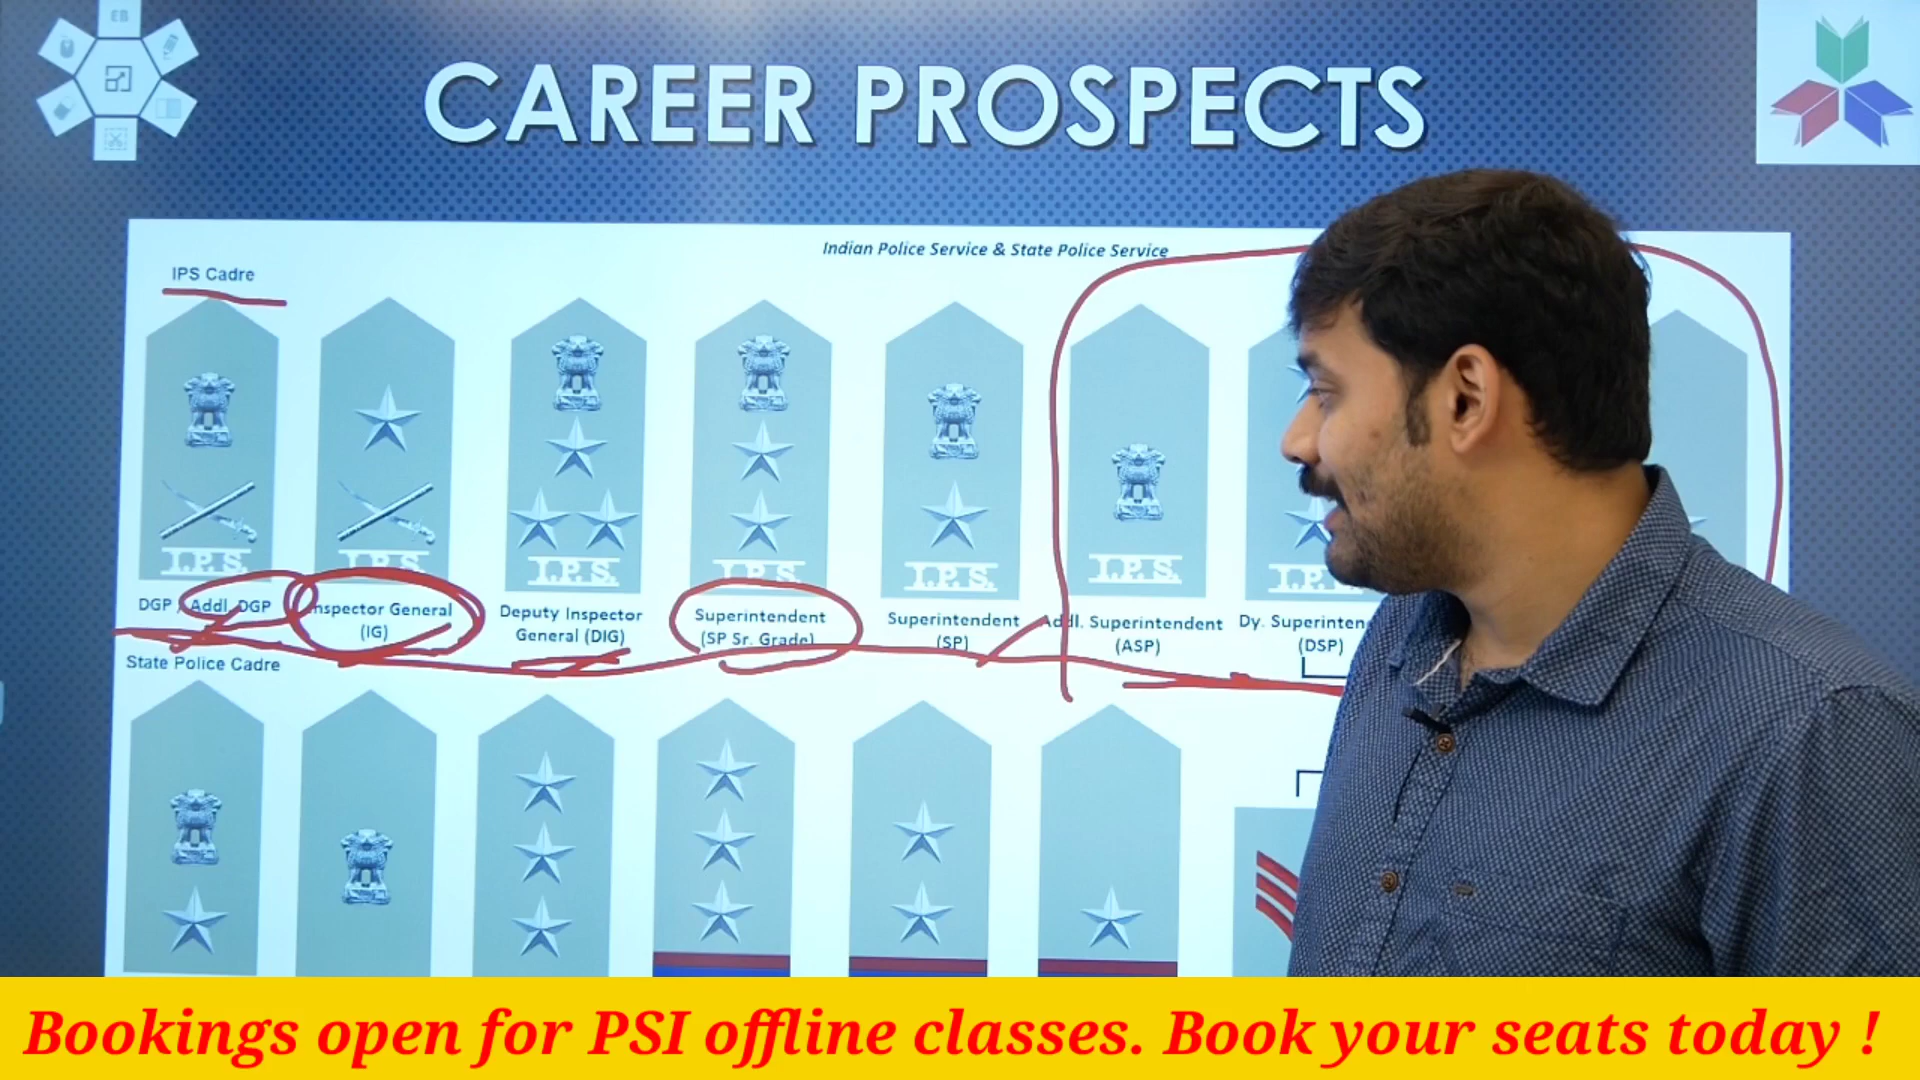 EB
CAREER PROSPECTS
Indian Police Service & State Police Service
IPS Cadre
I.P.S. I.P.S. I.P.S. I.P.S. I.P.S. I.P.S.
DGP / Addl. DGP
Inspector General
(IG)
Deputy Inspector
General (DIG)
Superintendent
(SP Sr. Grade)
Superintendent
(SP)
Addl. Superintendent
(ASP)
Dy. Superinten
(DSP)
State Police Cadre
Bookings open for PSI offline classes. Book your seats today !